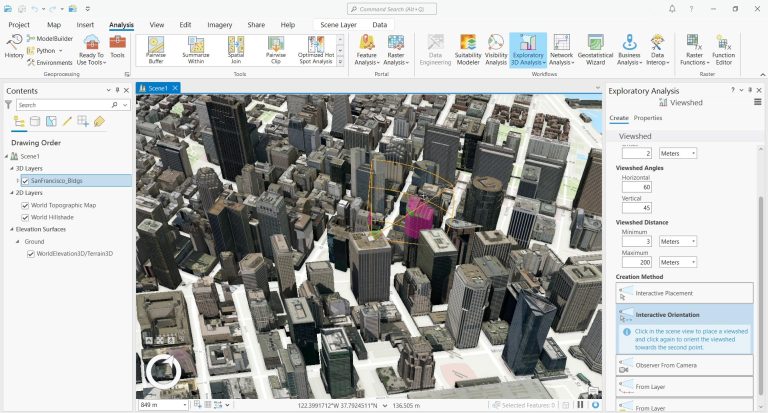 Command Search (Alt+Q)
Project Map Insert Analysis View Edit Imagery Share Help Scene Layer Data
History
ModelBuilder
Python
Environments
Ready To
Use Tools
Tools
Geoprocessing
Pairwise
Buffer
Summarize
Within
Spatial
Join
Pairwise
Clip
Optimized Hot
Spot Analysis
Tools
Feature
Analysis
Raster
Analysis
Portal
Data
Engineering
Suitability
Modeler
Visibility
Analysis
Exploratory
3D Analysis
Network
Analysis
Geostatistical
Wizard
Business
Analysis
Data
Interop
Workflows
Raster
Functions
Function
Editor
Raster
Contents
Search
Drawing Order
Scene1
3D Layers
SanFrancisco_Bldgs
2D Layers
World Topographic Map
World Hillshade
Elevation Surfaces
Ground
WorldElevation3D/Terrain3D
Scene1
849 m
122.3991712°W 37.7924511°N
136.505 m
Selected Features: 0
Exploratory Analysis
Viewshed
Create Properties
Viewshed
2 Meters
Viewshed Angles
Horizontal
60
Vertical
45
Viewshed Distance
Minimum
3 Meters
Maximum
200 Meters
Creation Method
Interactive Placement
Interactive Orientation
Click in the scene view to place a viewshed
and click again to orient the viewshed
towards the second point.
Observer From Camera
From Layer
From Layer